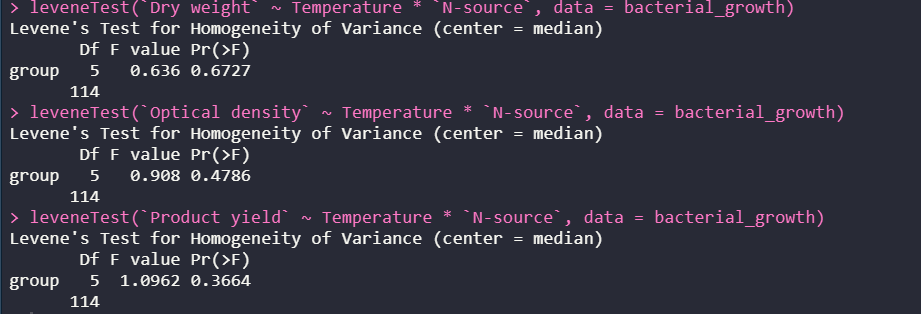 > leveneTest(`Dry weight` ~ Temperature * `N-source`, data = bacterial_growth)
Levene's Test for Homogeneity of Variance (center = median)
       Df F value Pr(>F)
group   5   0.636 0.6727
      114
> leveneTest(`Optical density` ~ Temperature * `N-source`, data = bacterial_growth)
Levene's Test for Homogeneity of Variance (center = median)
       Df F value Pr(>F)
group   5   0.908 0.4786
      114
> leveneTest(`Product yield` ~ Temperature * `N-source`, data = bacterial_growth)
Levene's Test for Homogeneity of Variance (center = median)
       Df F value Pr(>F)
group   5  1.0962 0.3664
      114